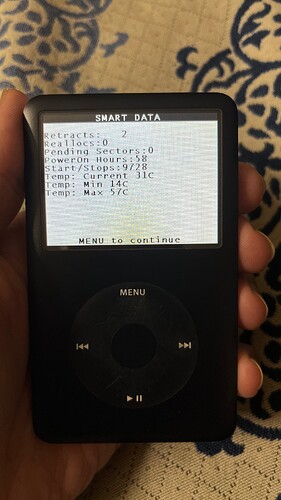 SMART DATA
Retracts: 2
Reallocs:0
Pending Sectors:0
PowerOn Hours:58
Start/Stops:9728
Temp: Current 31c
Temp: Min 14c
Temp: Max 57c
MENU to continue
MENU